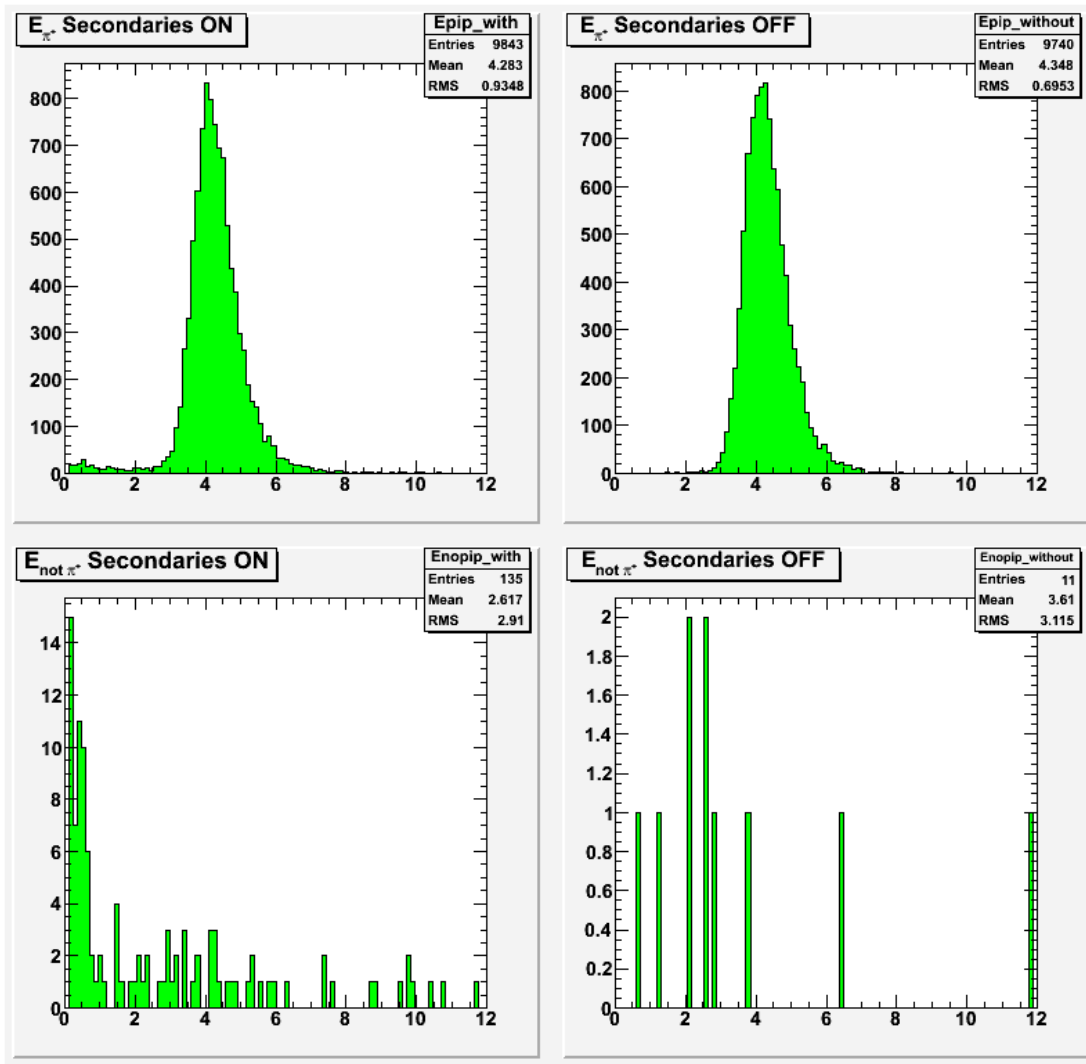 E_π⁺ Secondaries ON
Epip_with
Entries 9843
Mean 4.283
RMS 0.9348
800
700
600
500
400
300
200
100
0
0 2 4 6 8 10 12
E_π⁺ Secondaries OFF
Epip_without
Entries 9740
Mean 4.348
RMS 0.6953
800
700
600
500
400
300
200
100
0
0 2 4 6 8 10 12
E_not π⁺ Secondaries ON
Enopip_with
Entries 135
Mean 2.617
RMS 2.91
14
12
10
8
6
4
2
0
0 2 4 6 8 10 12
E_not π⁺ Secondaries OFF
Enopip_without
Entries 11
Mean 3.61
RMS 3.115
2
1.8
1.6
1.4
1.2
1
0.8
0.6
0.4
0.2
0
0 2 4 6 8 10 12